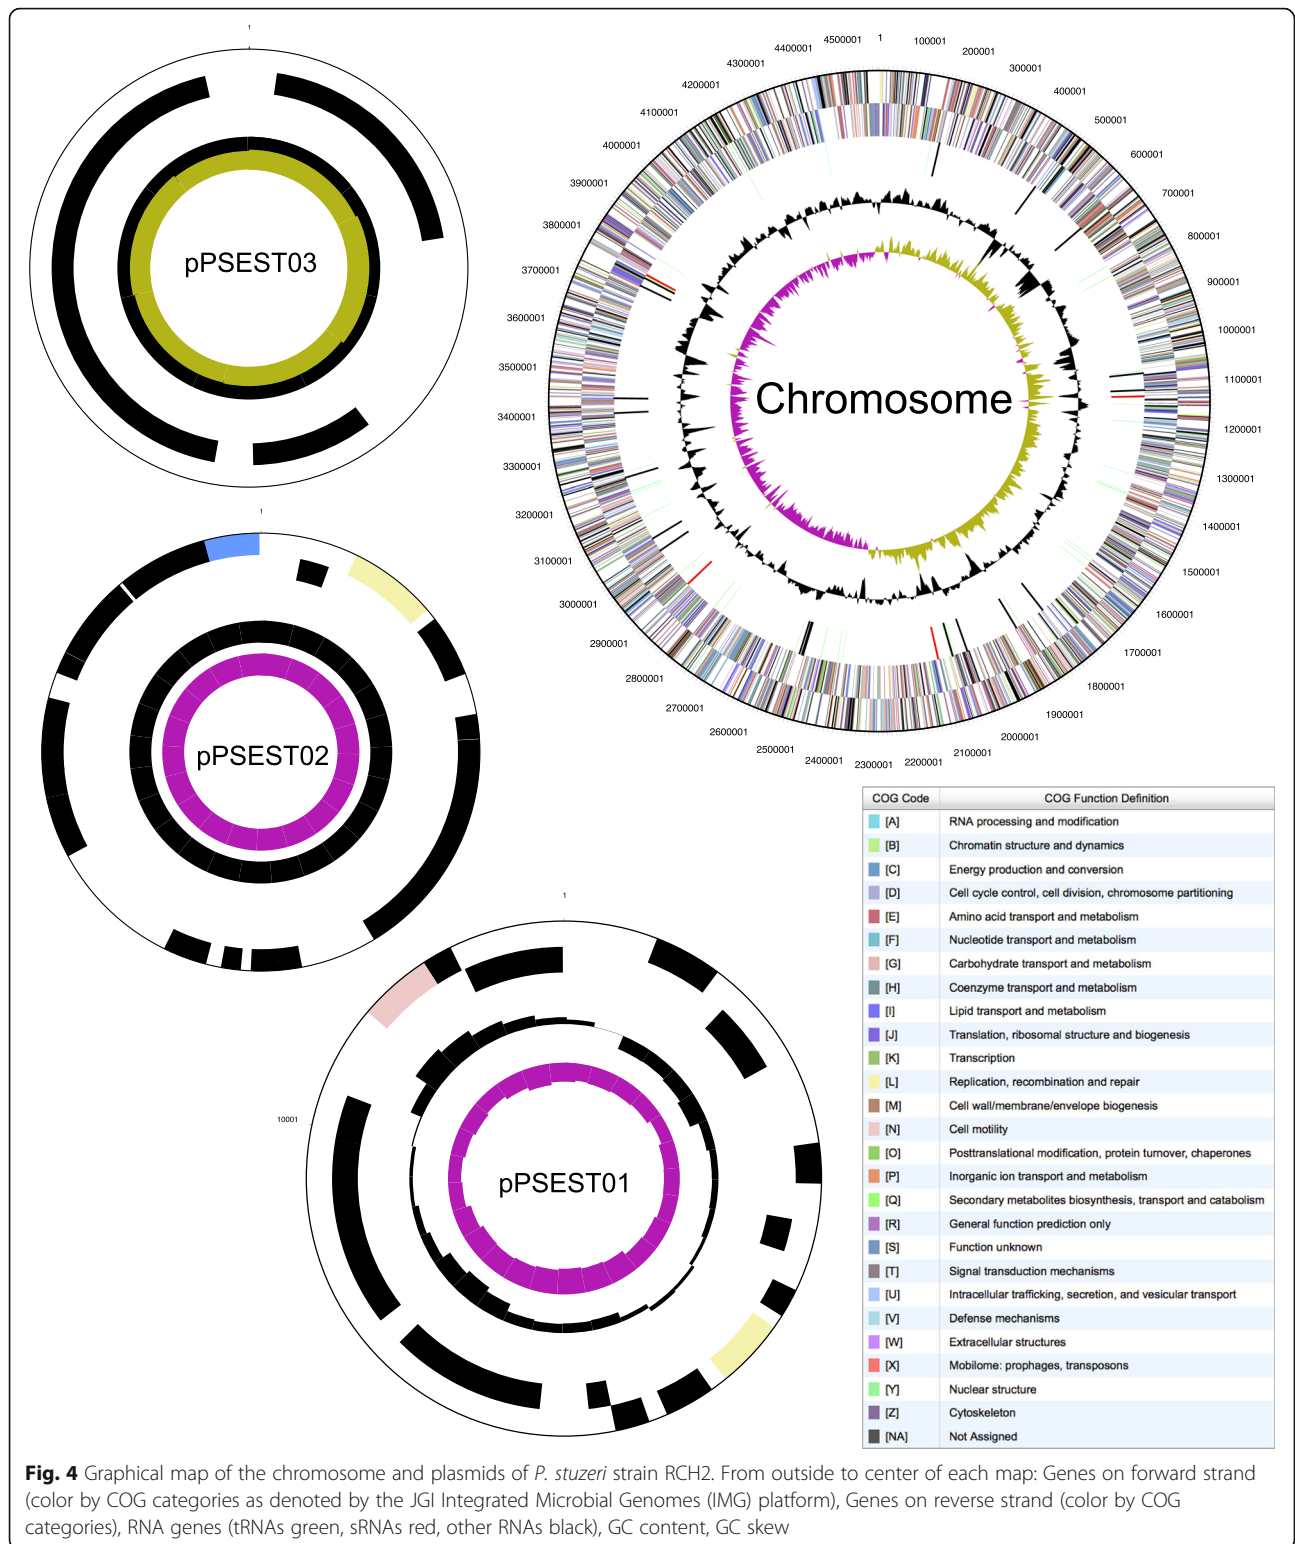 1
pPSEST03
1
pPSEST02
1
10001
pPSEST01
1
100001
200001
300001
400001
500001
600001
700001
800001
900001
1000001
1100001
1200001
1300001
1400001
1500001
1600001
1700001
1800001
1900001
2000001
2100001
2200001
2300001
2400001
2500001
2600001
2700001
2800001
2900001
3000001
3100001
3200001
3300001
3400001
3500001
3600001
3700001
3800001
3900001
4000001
4100001
4200001
4300001
4400001
4500001
Chromosome
COG Code COG Function Definition
[A] RNA processing and modification
[B] Chromatin structure and dynamics
[C] Energy production and conversion
[D] Cell cycle control, cell division, chromosome partitioning
[E] Amino acid transport and metabolism
[F] Nucleotide transport and metabolism
[G] Carbohydrate transport and metabolism
[H] Coenzyme transport and metabolism
[I] Lipid transport and metabolism
[J] Translation, ribosomal structure and biogenesis
[K] Transcription
[L] Replication, recombination and repair
[M] Cell wall/membrane/envelope biogenesis
[N] Cell motility
[O] Posttranslational modification, protein turnover, chaperones
[P] Inorganic ion transport and metabolism
[Q] Secondary metabolites biosynthesis, transport and catabolism
[R] General function prediction only
[S] Function unknown
[T] Signal transduction mechanisms
[U] Intracellular trafficking, secretion, and vesicular transport
[V] Defense mechanisms
[W] Extracellular structures
[X] Mobilome: prophages, transposons
[Y] Nuclear structure
[Z] Cytoskeleton
[NA] Not Assigned
Fig. 4 Graphical map of the chromosome and plasmids of P. stuzeri strain RCH2. From outside to center of each map: Genes on forward strand
(color by COG categories as denoted by the JGI Integrated Microbial Genomes (IMG) platform), Genes on reverse strand (color by COG
categories), RNA genes (tRNAs green, sRNAs red, other RNAs black), GC content, GC skew